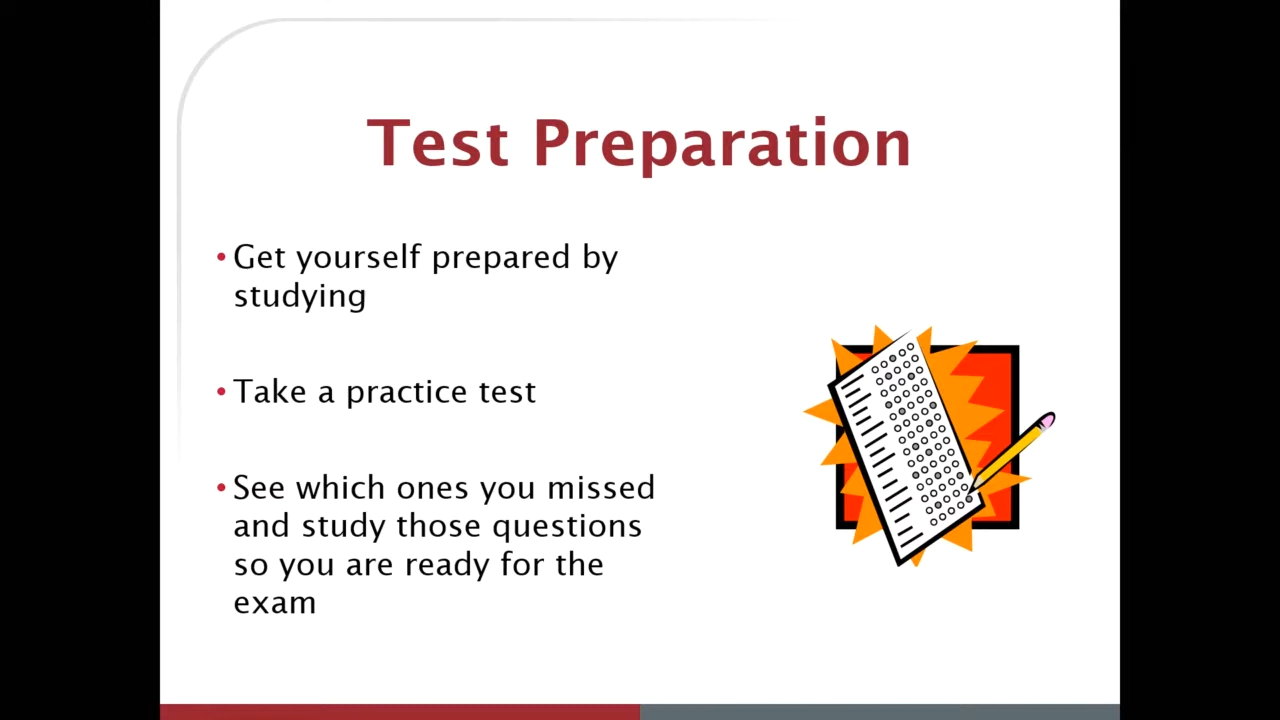 Test Preparation
• Get yourself prepared by
studying
• Take a practice test
• See which ones you missed
and study those questions
so you are ready for the
exam